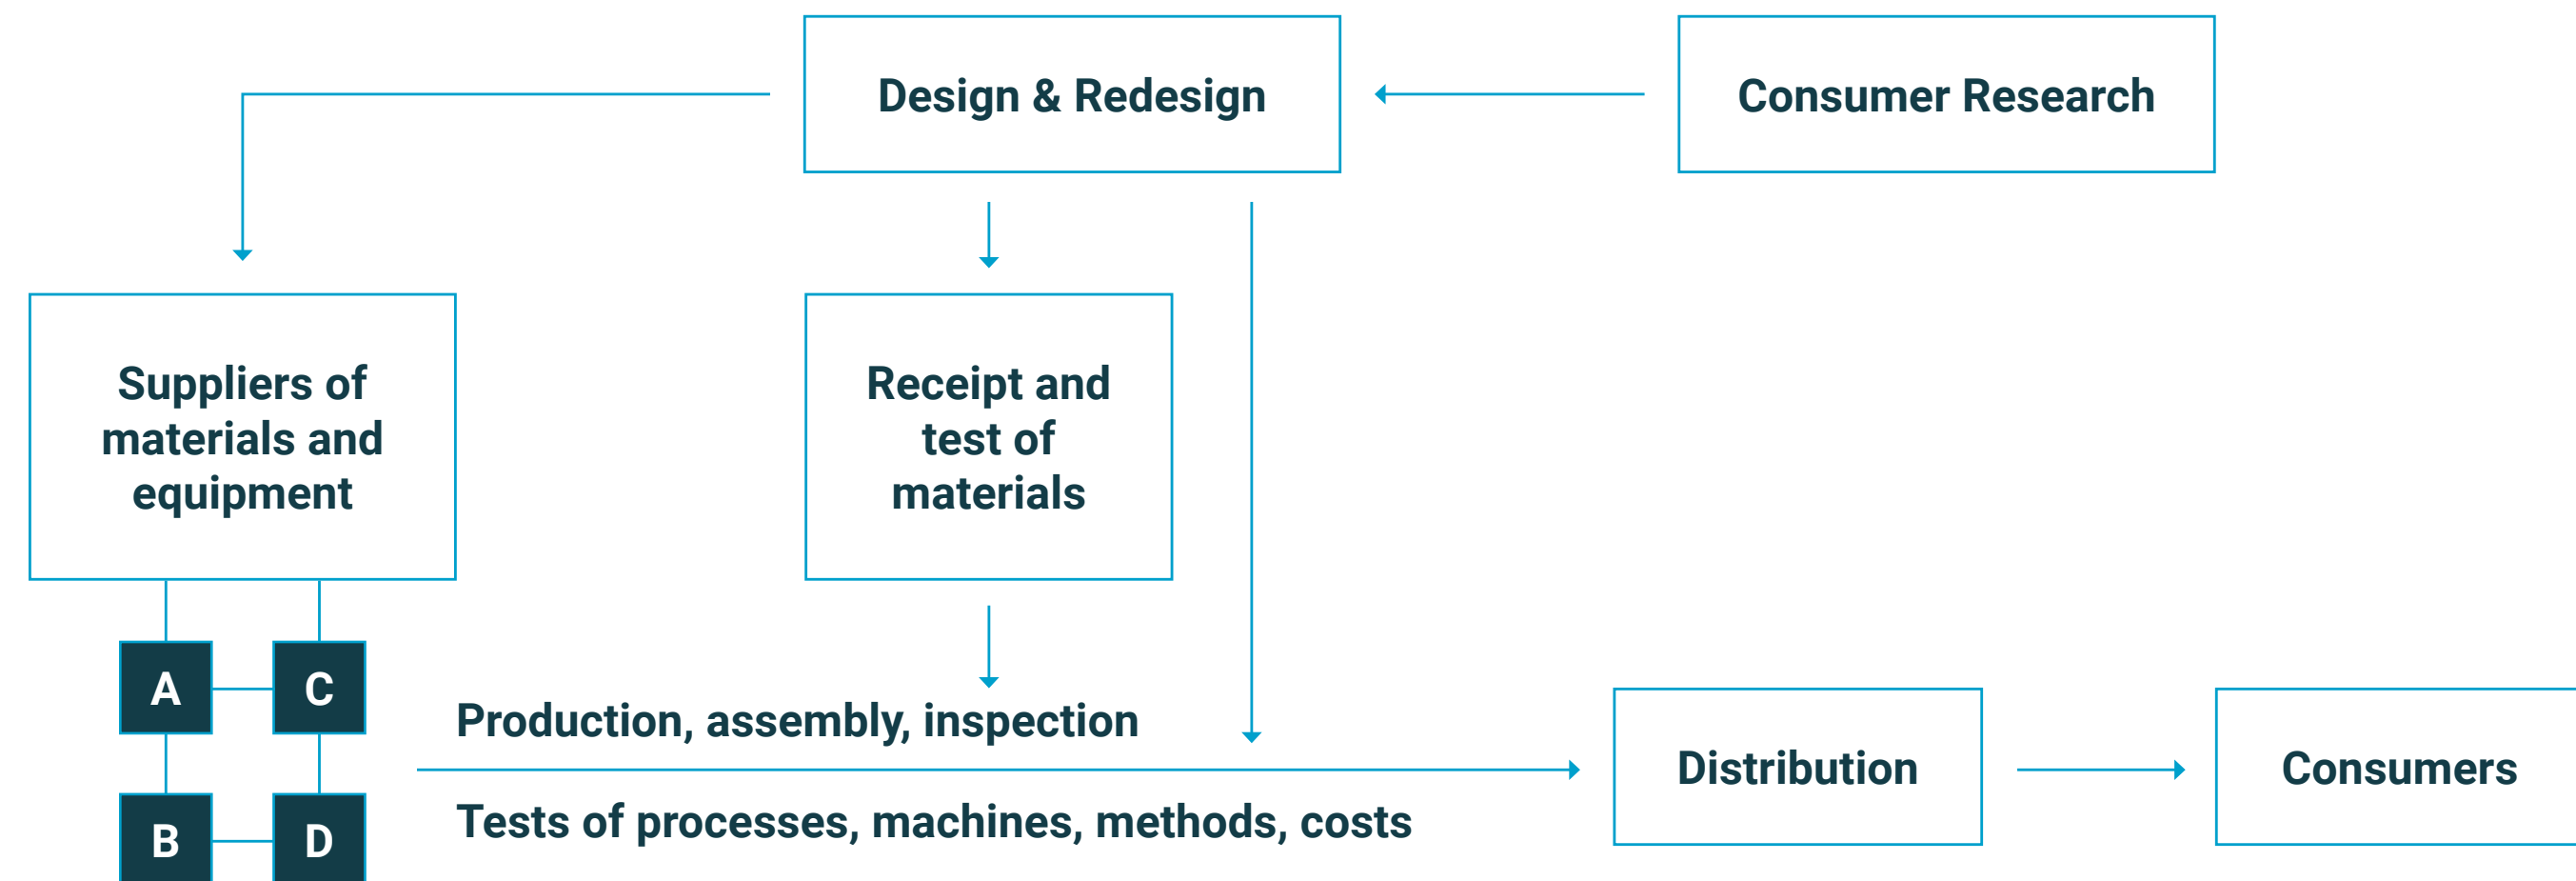 Design & Redesign
Consumer Research
Suppliers of
materials and
equipment
Receipt and
test of
materials
A
C
B
D
Production, assembly, inspection
Tests of processes, machines, methods, costs
Distribution
Consumers